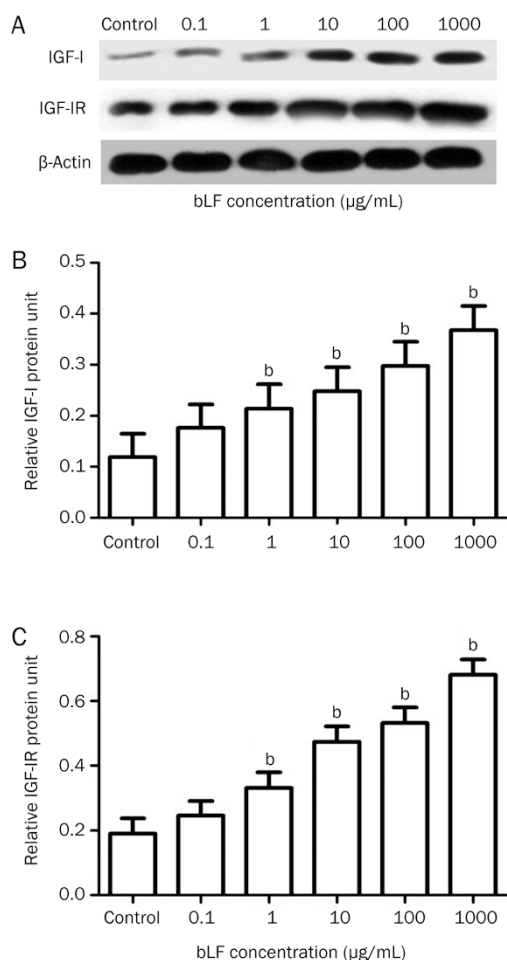 A
Control 0.1 1 10 100 1000
IGF-I
IGF-IR
β-Actin
bLF concentration (μg/mL)
B
Relative IGF-I protein unit
0.5
0.4
0.3
0.2
0.1
0.0
b b b b
Control 0.1 1 10 100 1000
C
Relative IGF-IR protein unit
0.8
0.6
0.4
0.2
0.0
b b b b
Control 0.1 1 10 100 1000
bLF concentration (μg/mL)